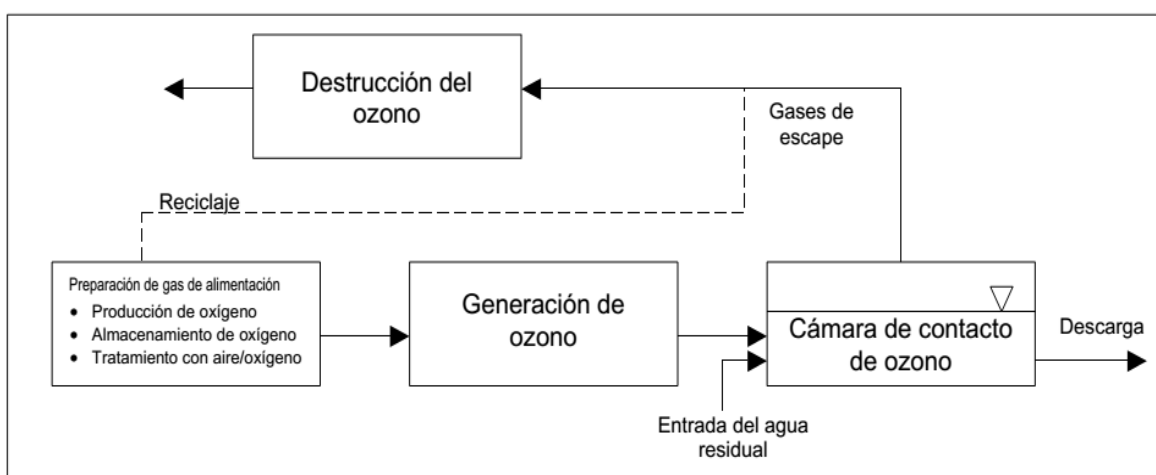 Destrucción del
ozono
Gases de
escape
Reciclaje
Preparación de gas de alimentación
• Producción de oxígeno
• Almacenamiento de oxígeno
• Tratamiento con aire/oxígeno
Generación de
ozono
Cámara de contacto
de ozono
Descarga
Entrada del agua
residual